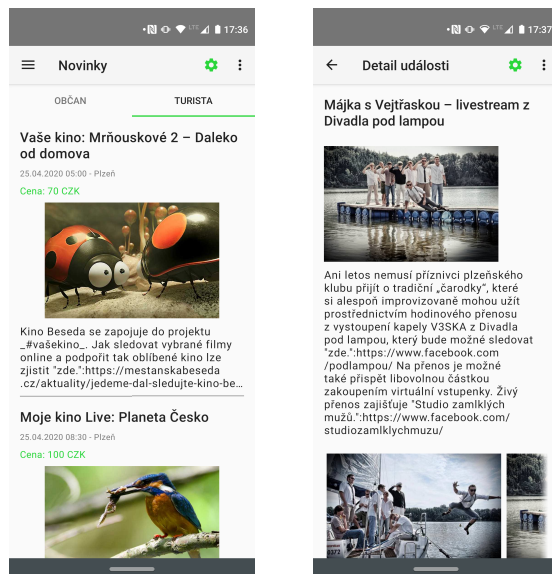 LTE 17:36
Novinky
OBČAN TURISTA
Vaše kino: Mrňouskové 2 – Daleko
od domova
25.04.2020 05:00 - Plzeň
Cena: 70 CZK
Kino Beseda se zapojuje do projektu
_#vašekino_. Jak sledovat vybrané filmy
online a podpořit tak oblíbené kino lze
zjistit "zde.":https://mestanskabeseda
.cz/aktuality/jedeme-dal-sledujte-kino-be…
Moje kino Live: Planeta Česko
25.04.2020 08:30 - Plzeň
Cena: 100 CZK
LTE 17:37
Detail události
Májka s Vejtřaskou – livestream z
Divadla pod lampou
Ani letos nemusí příznivci plzeňského
klubu přijít o tradiční „čarodky“, které
si alespoň improvizovaně mohou užít
prostřednictvím hodinového přenosu
z vystoupení kapely V3SKA z Divadla
pod lampou, který bude možné sledovat
"zde.":https://www.facebook.com
/podlampou/ Na přenos je možné
také přispět libovolnou částkou
zakoupením virtuální vstupenky. Živý
přenos zajišťuje "Studio zamlklých
mužů.":https://www.facebook.com/
studiozamlklychmuzu/